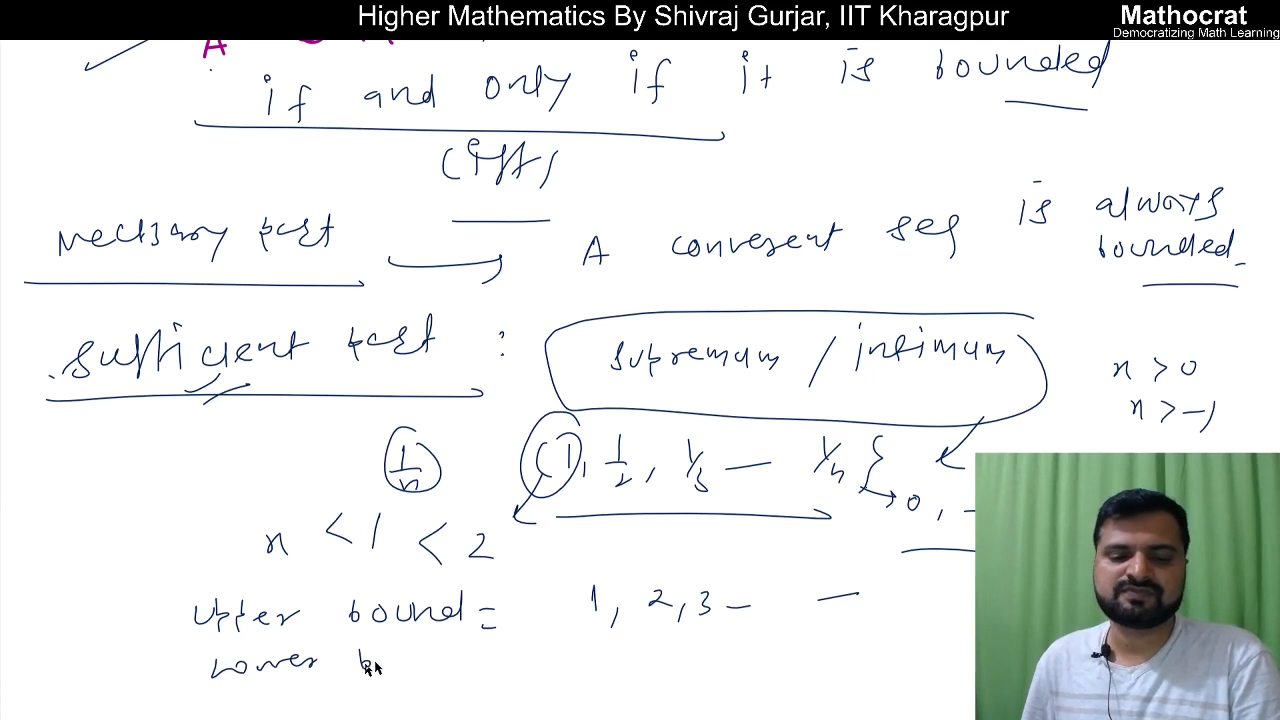 Higher Mathematics By Shivraj Gurjar, IIT Kharagpur
Mathocrat
Democratizing Math Learning
A
if and only if it is bounded
(iff)
Necessary part A convergent seq is always
bounded.
sufficient part : supremum / infimum
x > 0
x > -1
1/n {1, 1/2, 1/3 — 1/n } → 0, -
x < 1 < 2
Upper bound = 1, 2, 3 — —
Lower b